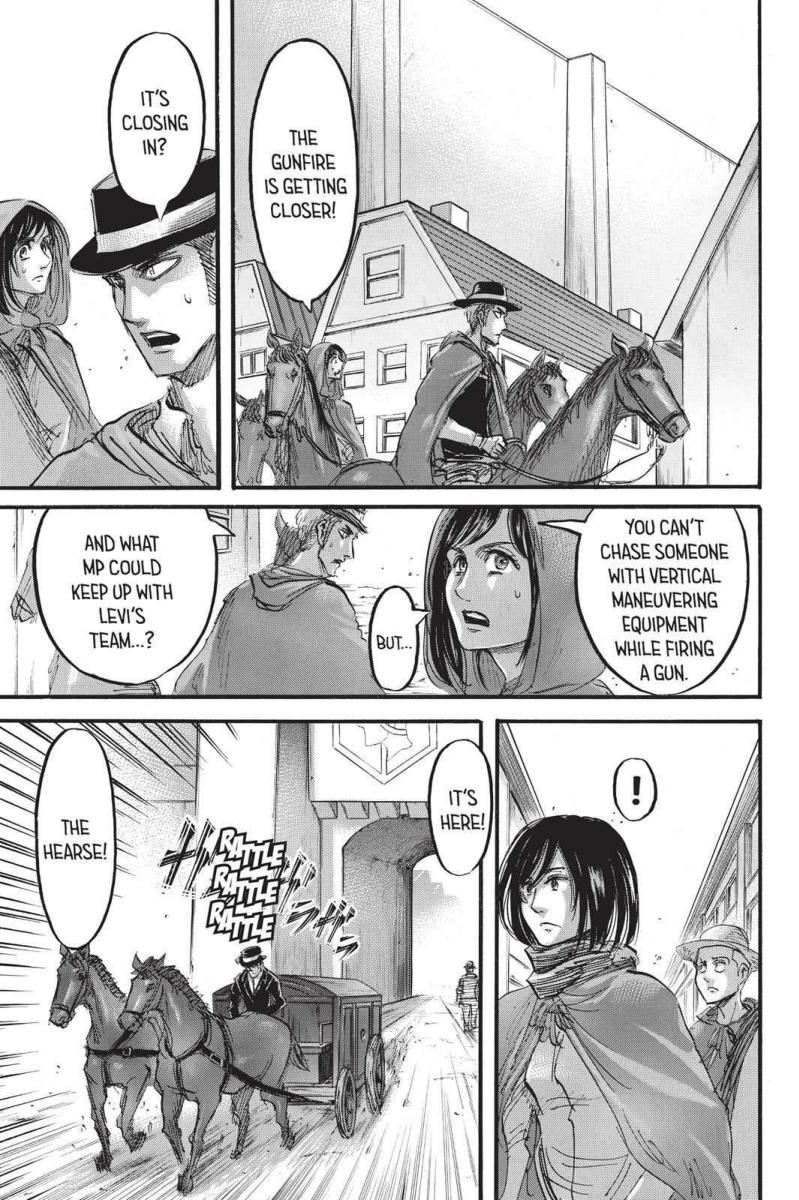 THE
GUNFIRE
IS GETTING
CLOSER!
IT'S
CLOSING
IN?
YOU CAN'T
CHASE SOMEONE
WITH VERTICAL
MANEUVERING
EQUIPMENT
WHILE FIRING
A GUN.
BUT...
AND WHAT
MP COULD
KEEP UP WITH
LEVI'S
TEAM...?
!
IT'S
HERE!
RATTLE
RATTLE
RATTLE
THE
HEARSE!